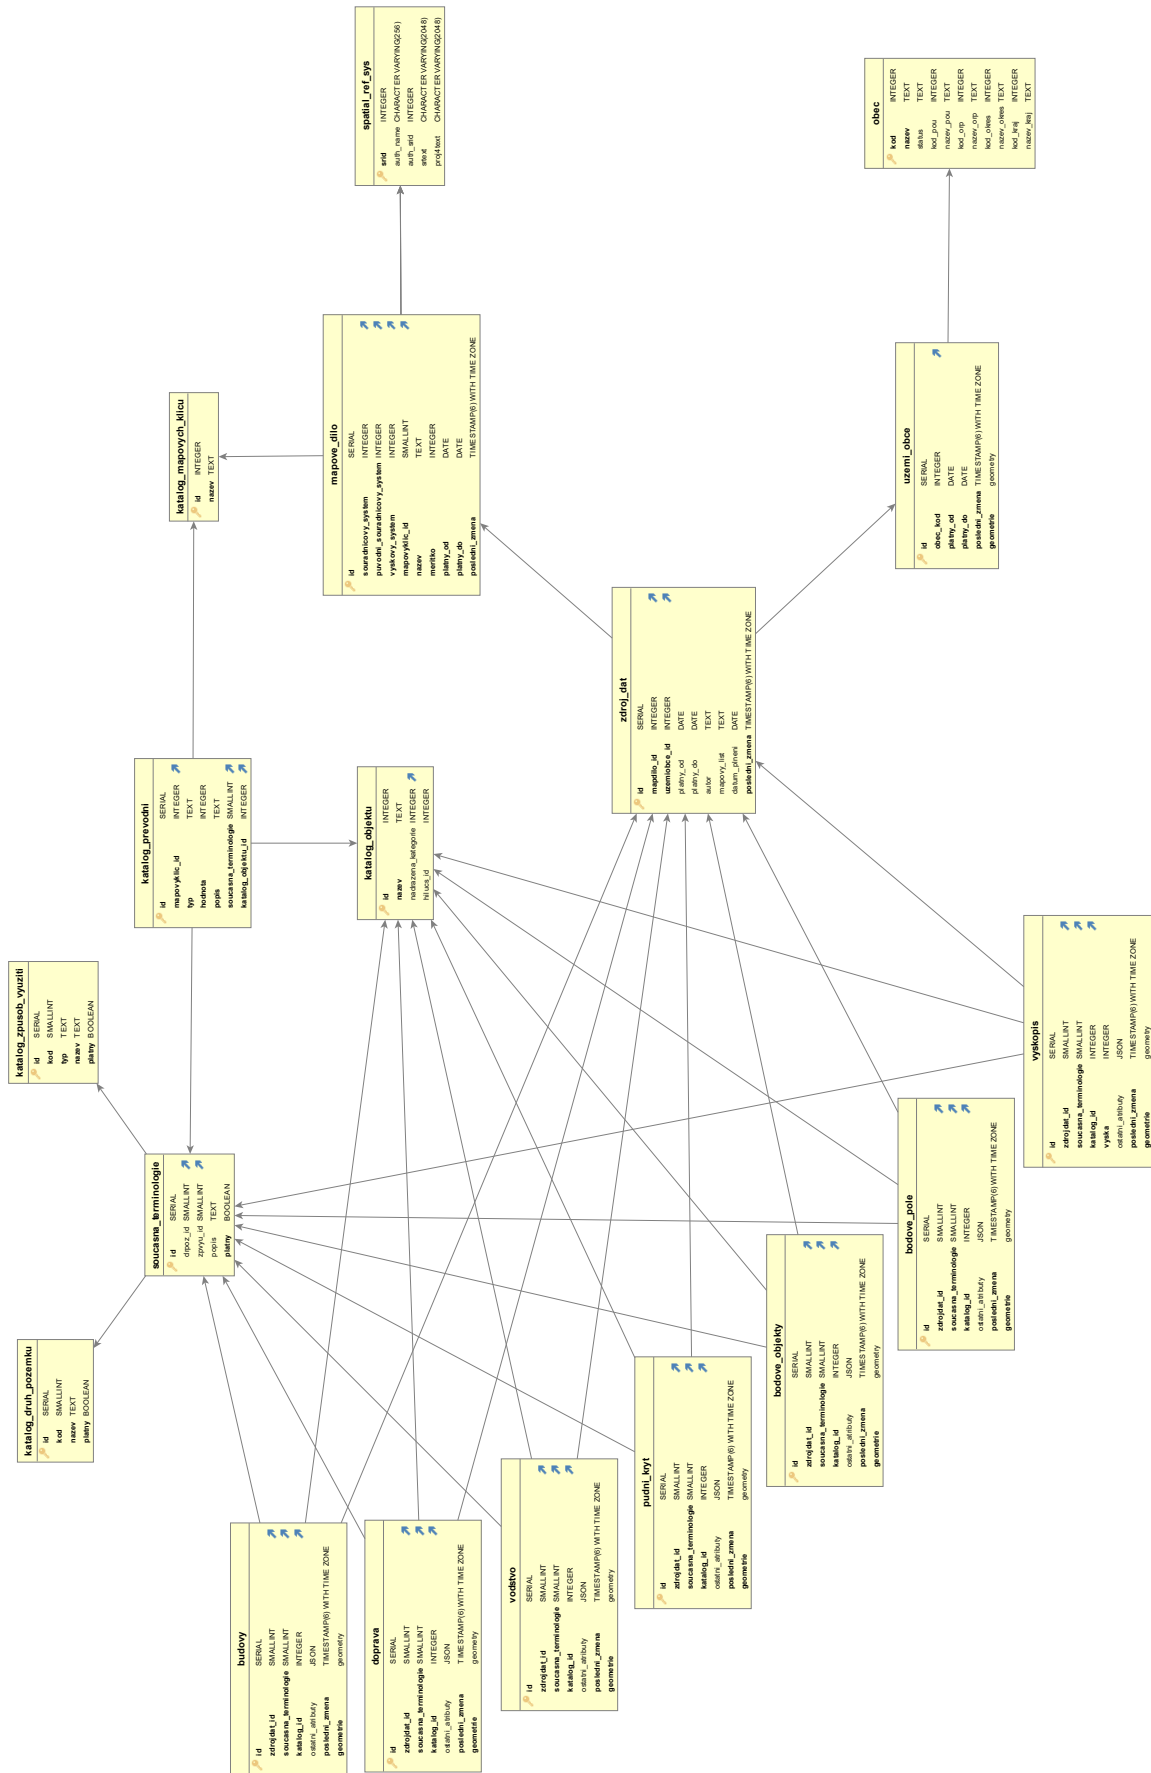 spatial_ref_sys
srid INTEGER
auth_name CHARACTER VARYING(256)
auth_srid INTEGER
srtext CHARACTER VARYING(2048)
proj4text CHARACTER VARYING(2048)
obec
kod INTEGER
nazev TEXT
status TEXT
kod_pou INTEGER
nazev_pou TEXT
kod_orp INTEGER
nazev_orp TEXT
kod_okres INTEGER
nazev_okres TEXT
kod_kraj INTEGER
nazev_kraj TEXT
katalog_mapovych_klicu
id INTEGER
nazev TEXT
mapove_dilo
id SERIAL
souradnicovy_system INTEGER
puvodni_souradnicovy_system INTEGER
vyskovy_system INTEGER
mapovyklic_id SMALLINT
nazev TEXT
meritko INTEGER
platny_od DATE
platny_do DATE
posledni_zmena TIMESTAMP(6) WITH TIME ZONE
uzemi_obce
id SERIAL
obec_kod INTEGER
platny_od DATE
platny_do DATE
posledni_zmena TIMESTAMP(6) WITH TIME ZONE
geometrie geometry
katalog_prevodni
id SERIAL
mapovyklic_id INTEGER
typ TEXT
hodnota INTEGER
popis TEXT
soucasna_terminologie SMALLINT
katalog_objektu_id INTEGER
katalog_objektu
id INTEGER
nazev TEXT
nadrazena_kategorie INTEGER
hilucs_id INTEGER
zdroj_dat
id SERIAL
mapdilo_id INTEGER
uzemiobce_id INTEGER
platny_od DATE
platny_do DATE
autor TEXT
mapovy_list TEXT
datum_plneni DATE
posledni_zmena TIMESTAMP(6) WITH TIME ZONE
katalog_zpusob_vyuziti
id SERIAL
kod SMALLINT
typ TEXT
nazev TEXT
platny BOOLEAN
soucasna_terminologie
id SERIAL
drpoz_id SMALLINT
zpvyu_id SMALLINT
popis TEXT
platny BOOLEAN
katalog_druh_pozemku
id SERIAL
kod SMALLINT
nazev TEXT
platny BOOLEAN
vyskopis
id SERIAL
zdrojdat_id SMALLINT
soucasna_terminologie SMALLINT
katalog_id INTEGER
vyska INTEGER
ostatni_atributy JSON
posledni_zmena TIMESTAMP(6) WITH TIME ZONE
geometrie geometry
bodove_pole
id SERIAL
zdrojdat_id SMALLINT
soucasna_terminologie SMALLINT
katalog_id INTEGER
ostatni_atributy JSON
posledni_zmena TIMESTAMP(6) WITH TIME ZONE
geometrie geometry
bodove_objekty
id SERIAL
zdrojdat_id SMALLINT
soucasna_terminologie SMALLINT
katalog_id INTEGER
ostatni_atributy JSON
posledni_zmena TIMESTAMP(6) WITH TIME ZONE
geometrie geometry
pudni_kryt
id SERIAL
zdrojdat_id SMALLINT
soucasna_terminologie SMALLINT
katalog_id INTEGER
ostatni_atributy JSON
posledni_zmena TIMESTAMP(6) WITH TIME ZONE
geometrie geometry
vodstvo
id SERIAL
zdrojdat_id SMALLINT
soucasna_terminologie SMALLINT
katalog_id INTEGER
ostatni_atributy JSON
posledni_zmena TIMESTAMP(6) WITH TIME ZONE
geometrie geometry
doprava
id SERIAL
zdrojdat_id SMALLINT
soucasna_terminologie SMALLINT
katalog_id INTEGER
ostatni_atributy JSON
posledni_zmena TIMESTAMP(6) WITH TIME ZONE
geometrie geometry
budovy
id SERIAL
zdrojdat_id SMALLINT
soucasna_terminologie SMALLINT
katalog_id INTEGER
ostatni_atributy JSON
posledni_zmena TIMESTAMP(6) WITH TIME ZONE
geometrie geometry